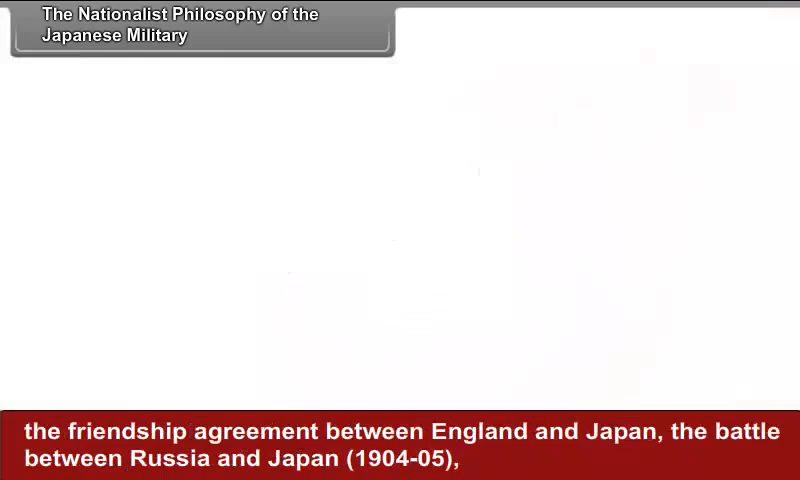 The Nationalist Philosophy of the
Japanese Military
the friendship agreement between England and Japan, the battle
between Russia and Japan (1904-05),